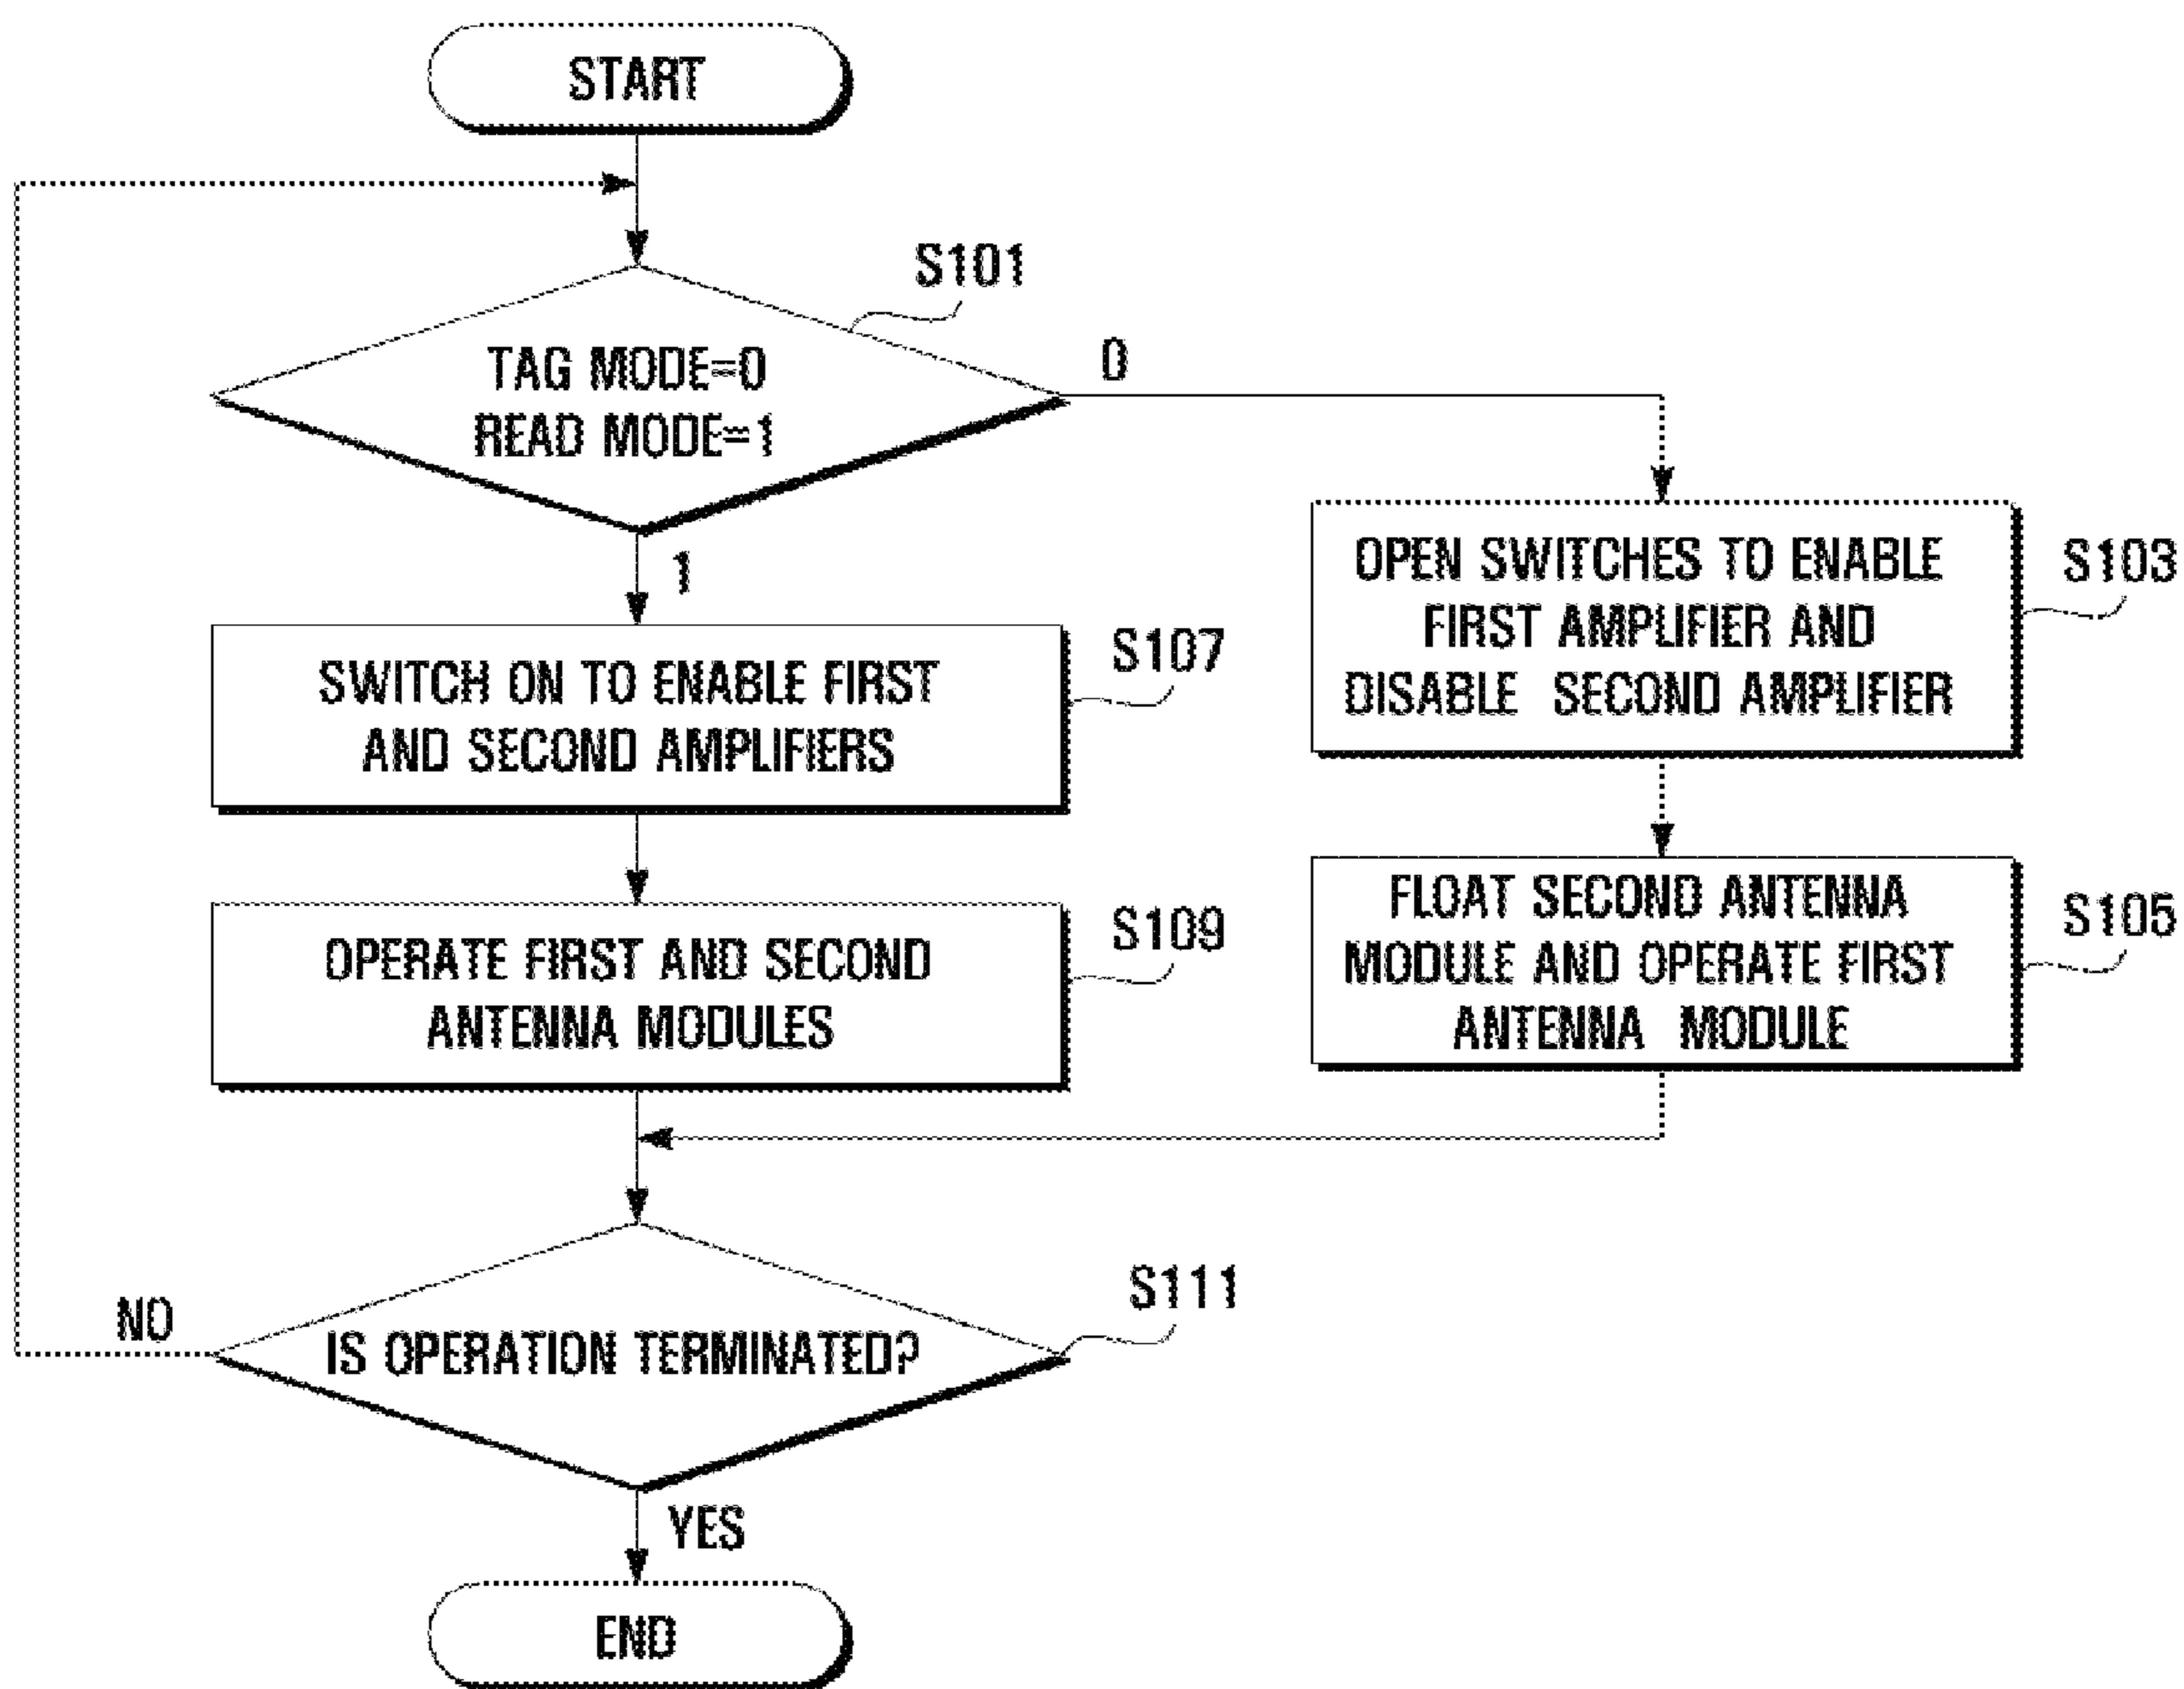 START
S101
TAG MODE=0
READ MODE=1
0
1
OPEN SWITCHES TO ENABLE
FIRST AMPLIFIER AND
DISABLE SECOND AMPLIFIER
S103
SWITCH ON TO ENABLE FIRST
AND SECOND AMPLIFIERS
S107
FLOAT SECOND ANTENNA
MODULE AND OPERATE FIRST
ANTENNA MODULE
S105
OPERATE FIRST AND SECOND
ANTENNA MODULES
S109
S111
NO
IS OPERATION TERMINATED?
YES
END